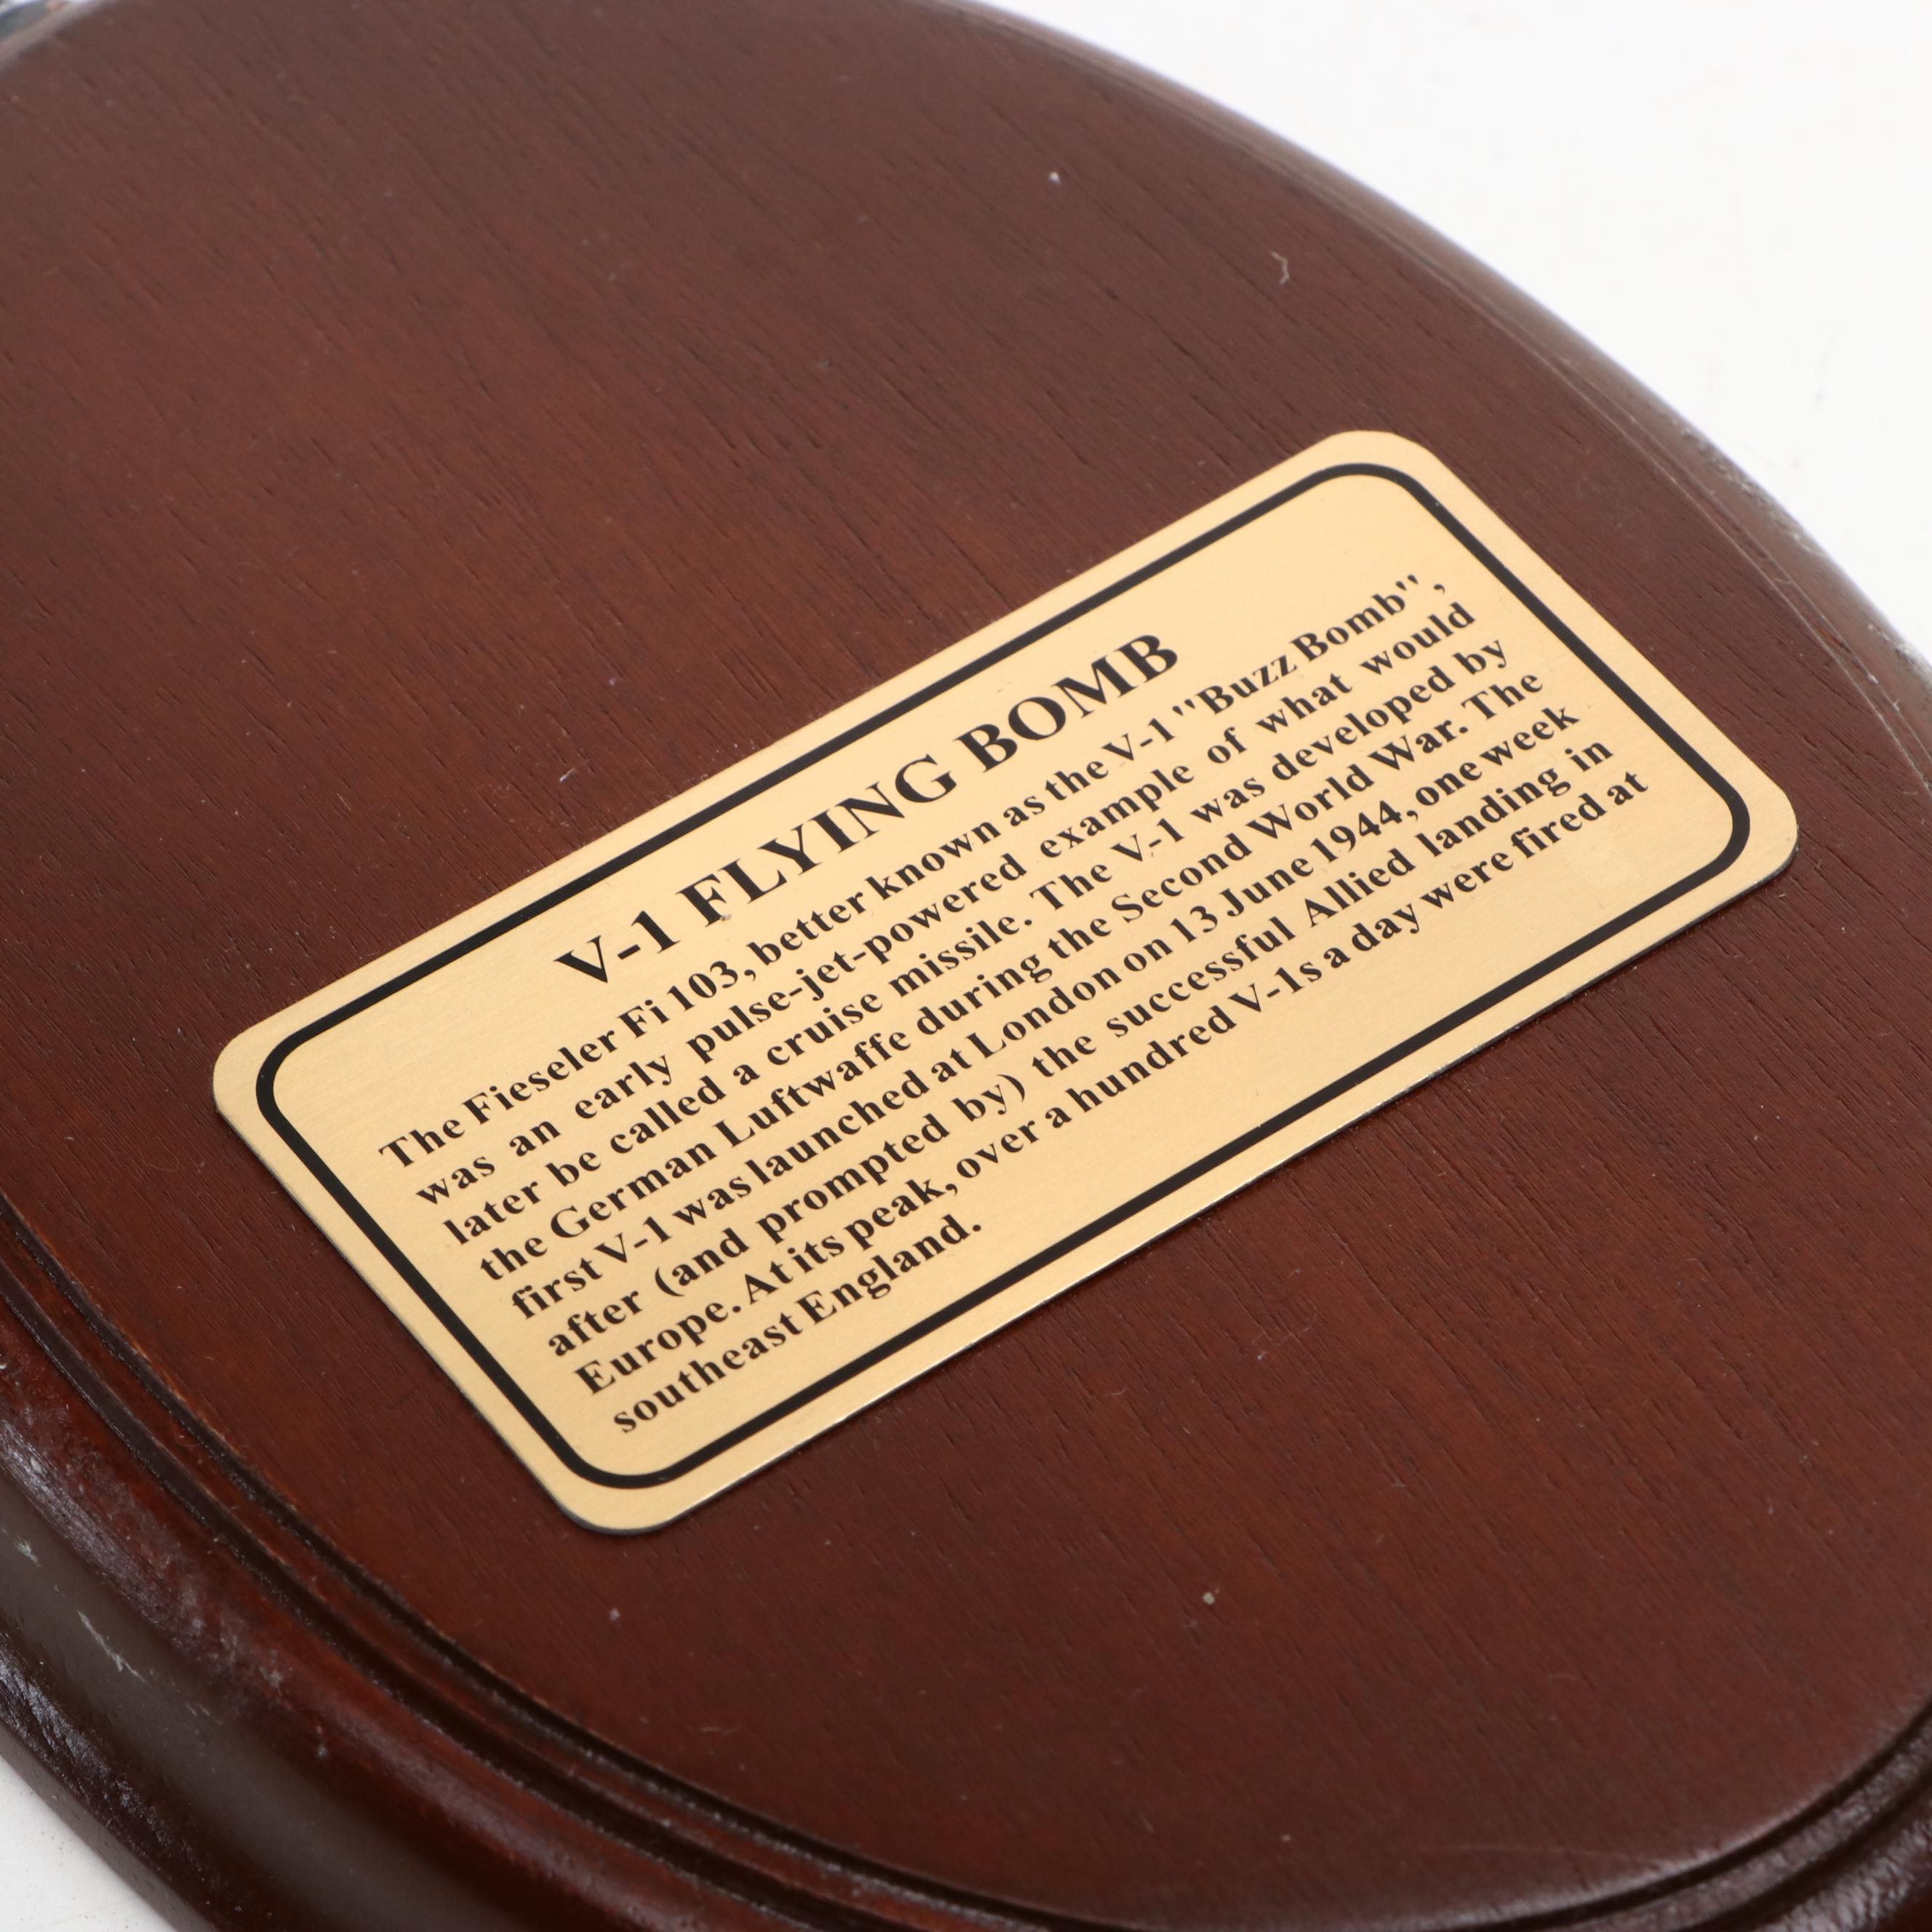 V-1 FLYING BOMB
The Fieseler Fi 103, better known as the V-1 "Buzz Bomb",
was an early pulse-jet-powered example of what would
later be called a cruise missile. The V-1 was developed by
the German Luftwaffe during the Second World War. The
first V-1 was launched at London on 13 June 1944, one week
after (and prompted by) the successful Allied landing in
Europe. At its peak, over a hundred V-1s a day were fired at
southeast England.